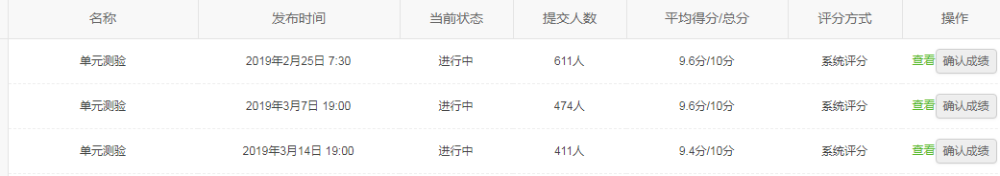 名称 发布时间 当前状态 提交人数 平均得分/总分 评分方式 操作
单元测验 2019年2月25日 7:30 进行中 611人 9.6分/10分 系统评分 查看 确认成绩
单元测验 2019年3月7日 19:00 进行中 474人 9.6分/10分 系统评分 查看 确认成绩
单元测验 2019年3月14日 19:00 进行中 411人 9.4分/10分 系统评分 查看 确认成绩